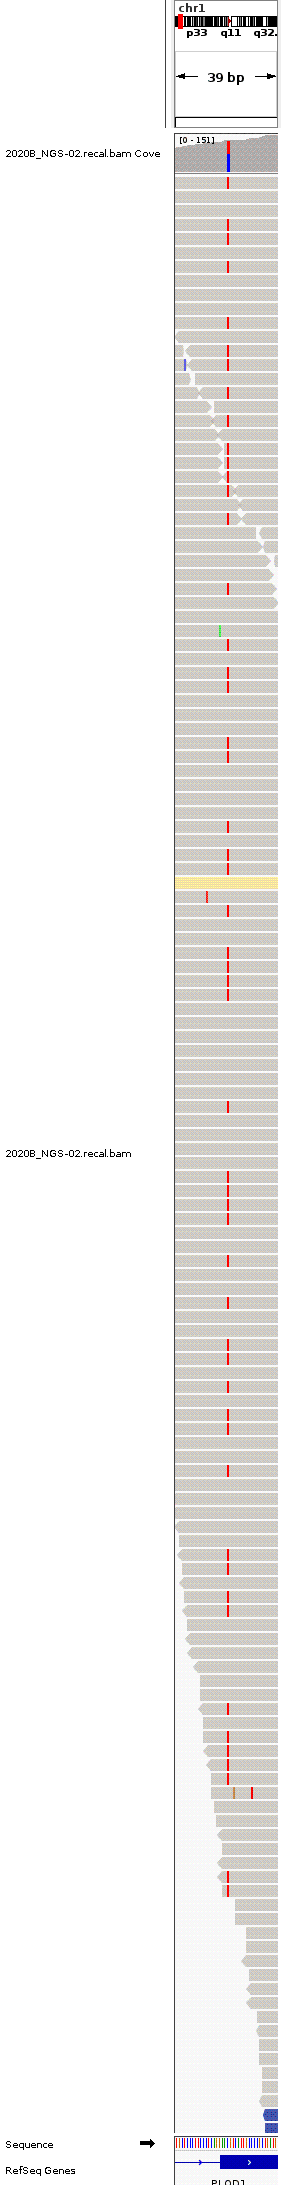 chr1
p33 q11 q32.
39 bp
[0 - 151]
2020B_NGS-02.recal.bam Cove
2020B_NGS-02.recal.bam
Sequence
RefSeq Genes
PLOD1